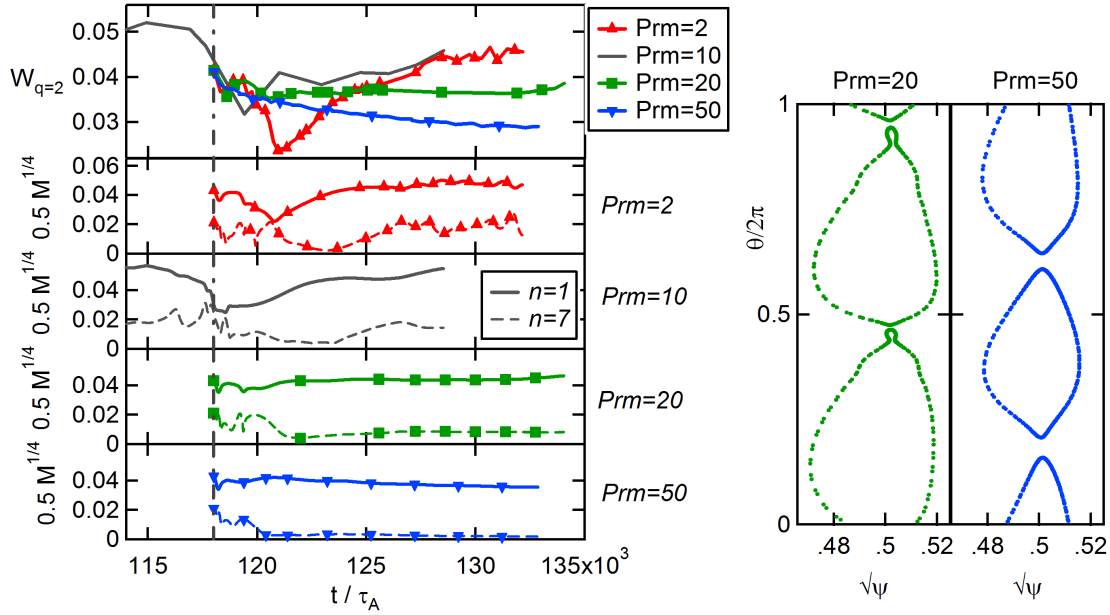 Prm=2
Prm=10
Prm=20
Prm=50
W_{q=2}
0.05
0.04
0.03
0.5 M^{1/4}
0.06
0.04
0.02
0
Prm=2
0.5 M^{1/4}
0.04
0.02
0
n=1
n=7
Prm=10
0.5 M^{1/4}
0.04
0.02
0
Prm=20
0.5 M^{1/4}
0.04
0.02
0
Prm=50
115
120
125
130
135x10^3
t / τ_A
Prm=20
Prm=50
θ/2π
1
0.5
0
.48
.5
.52
.48
.5
.52
√ψ
√ψ